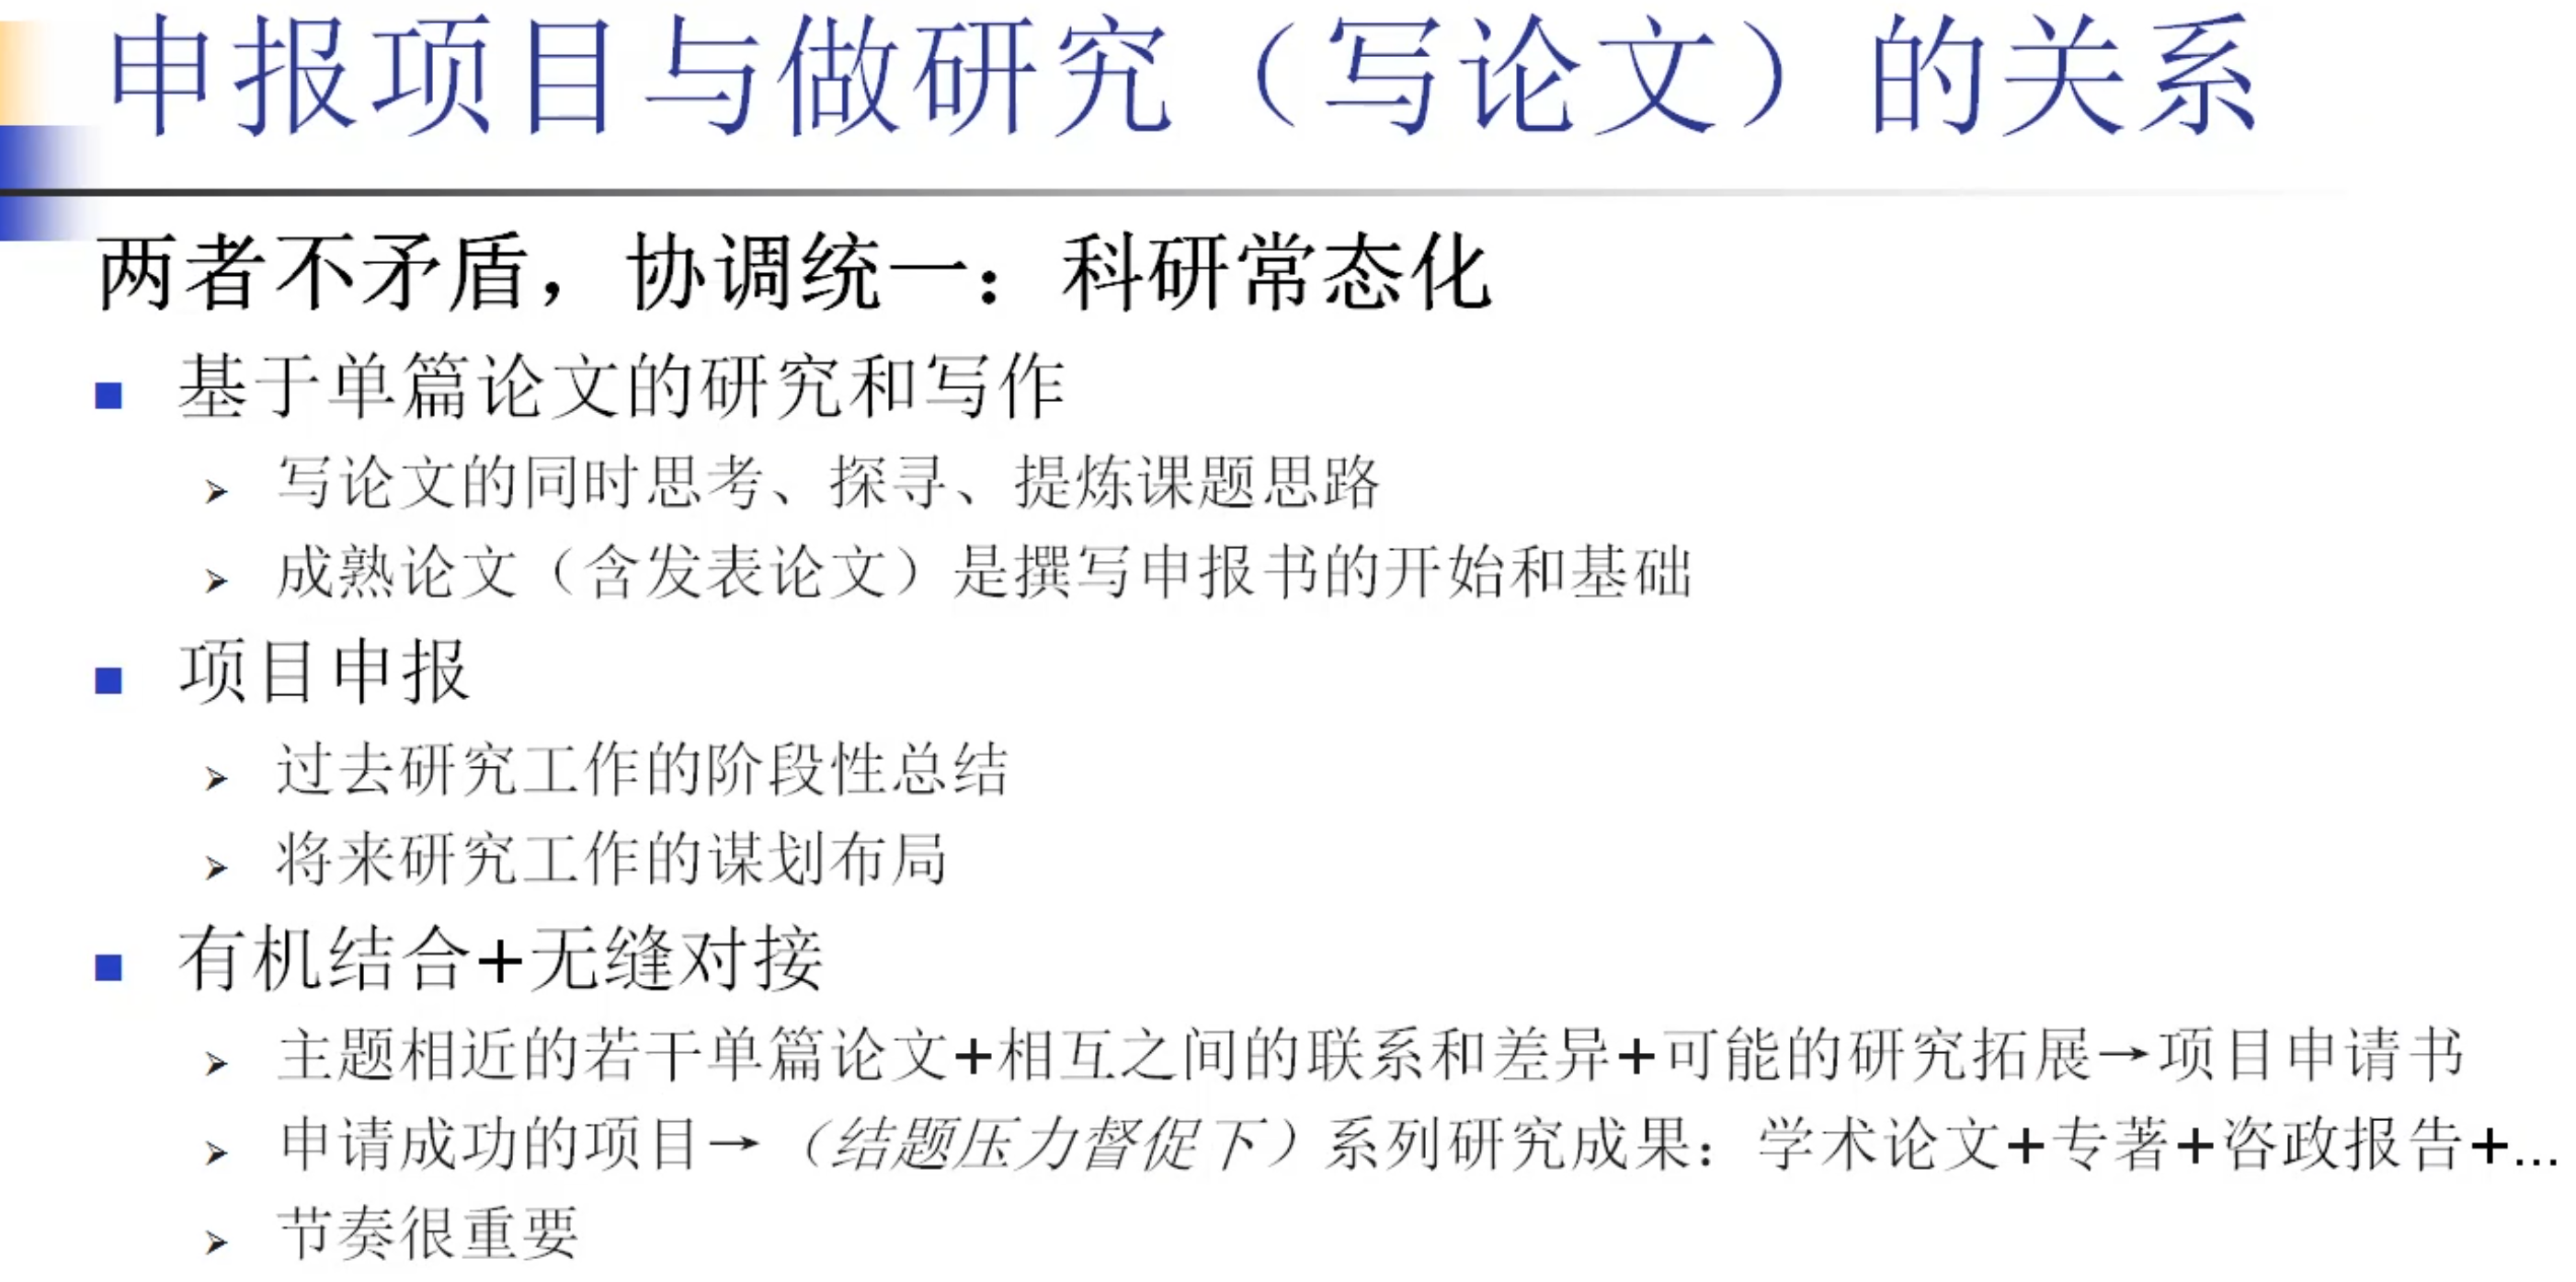 申报项目与做研究（写论文）的关系
两者不矛盾，协调统一：科研常态化
基于单篇论文的研究和写作
写论文的同时思考、探寻、提炼课题思路
成熟论文（含发表论文）是撰写申报书的开始和基础
项目申报
过去研究工作的阶段性总结
将来研究工作的谋划布局
有机结合+无缝对接
主题相近的若干单篇论文+相互之间的联系和差异+可能的研究拓展→项目申请书
申请成功的项目→（结题压力督促下）系列研究成果：学术论文+专著+咨政报告+...
节奏很重要